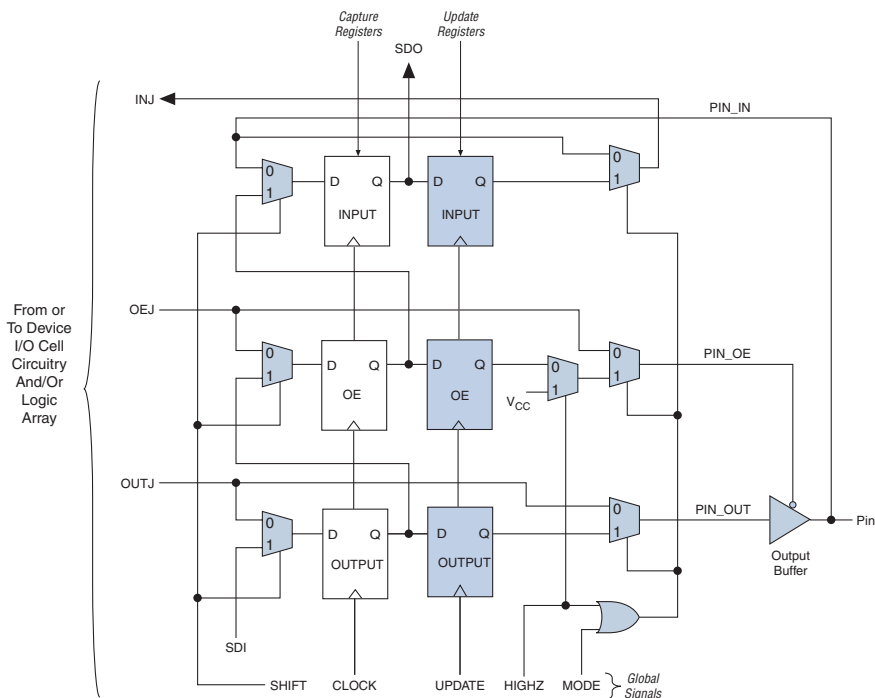 Capture
Registers
Update
Registers
SDO
INJ
PIN_IN
0
1
D Q
INPUT
D Q
INPUT
0
1
From or
To Device
I/O Cell
Circuitry
And/Or
Logic
Array
OEJ
0
1
D Q
OE
D Q
OE
0
1
VCC
0
1
PIN_OE
OUTJ
0
1
D Q
OUTPUT
D Q
OUTPUT
0
1
PIN_OUT
Pin
Output
Buffer
SDI
SHIFT
CLOCK
UPDATE
HIGHZ
MODE
Global
Signals